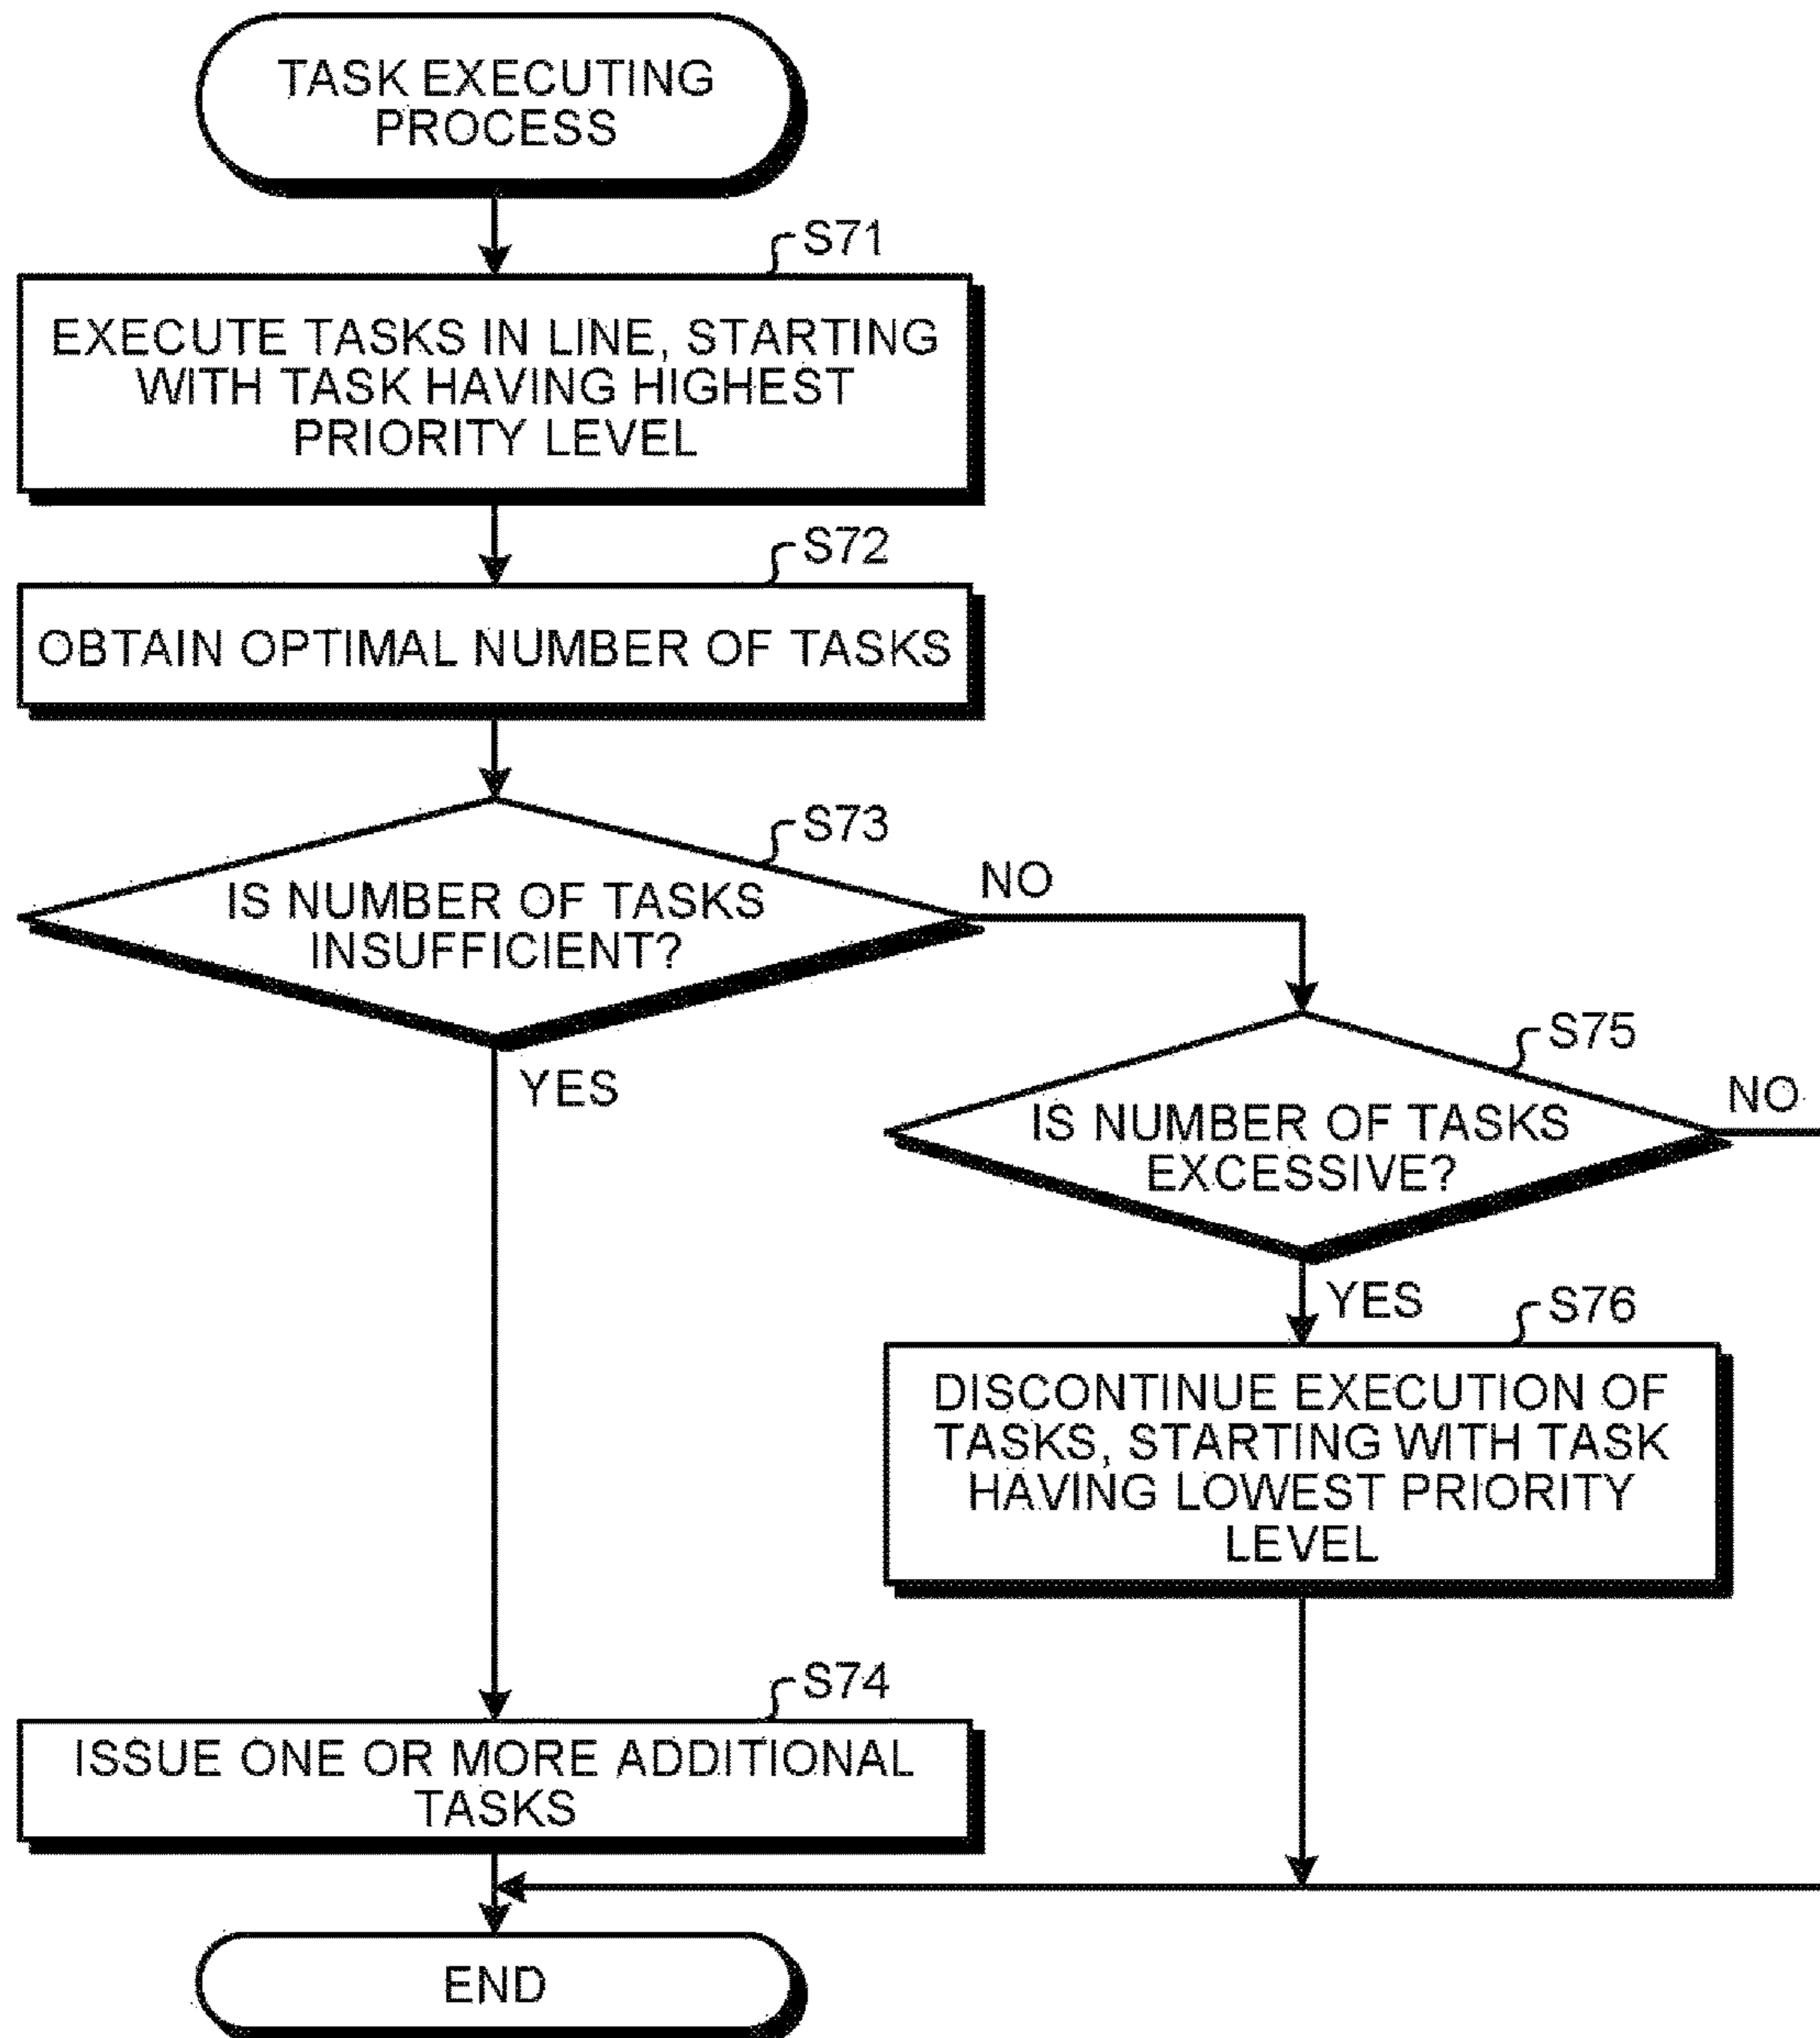 TASK EXECUTING
PROCESS
S71
EXECUTE TASKS IN LINE, STARTING
WITH TASK HAVING HIGHEST
PRIORITY LEVEL
S72
OBTAIN OPTIMAL NUMBER OF TASKS
S73
IS NUMBER OF TASKS
INSUFFICIENT?
NO
YES
S75
IS NUMBER OF TASKS
EXCESSIVE?
NO
YES
S76
DISCONTINUE EXECUTION OF
TASKS, STARTING WITH TASK
HAVING LOWEST PRIORITY
LEVEL
S74
ISSUE ONE OR MORE ADDITIONAL
TASKS
END